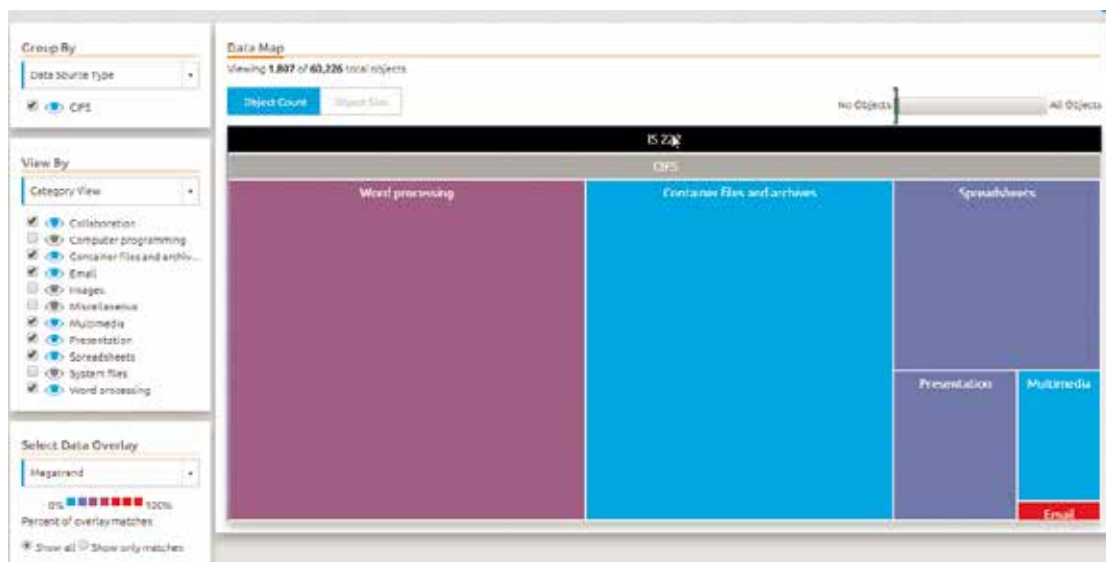 Group By
Data Source Type
CIFS
View By
Category View
Collaboration
Computer programming
Container files and archiv...
Email
Images
Miscellaneous
Multimedia
Presentation
Spreadsheets
System files
Word processing
Select Data Overlay
Megatrend
0% 100%
Percent of overlay matches
Show all Show only matches
Data Map
Viewing 1,807 of 60,226 total objects
Object Count Object Size
No Objects All Objects
IS 222
CIFS
Word processing Container files and archives Spreadsheets
Presentation Multimedia
Email